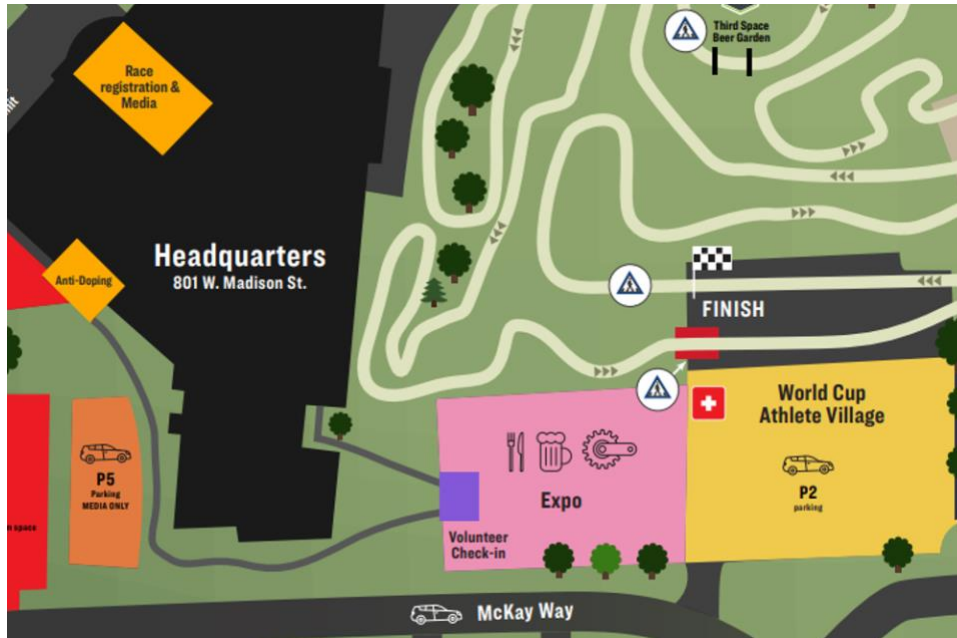 Third Space
Beer Garden
Race
registration &
Media
Headquarters
801 W. Madison St.
Anti-Doping
FINISH
World Cup
Athlete Village
P2
parking
P5
Parking
MEDIA ONLY
Expo
Volunteer
Check-in
space
McKay Way